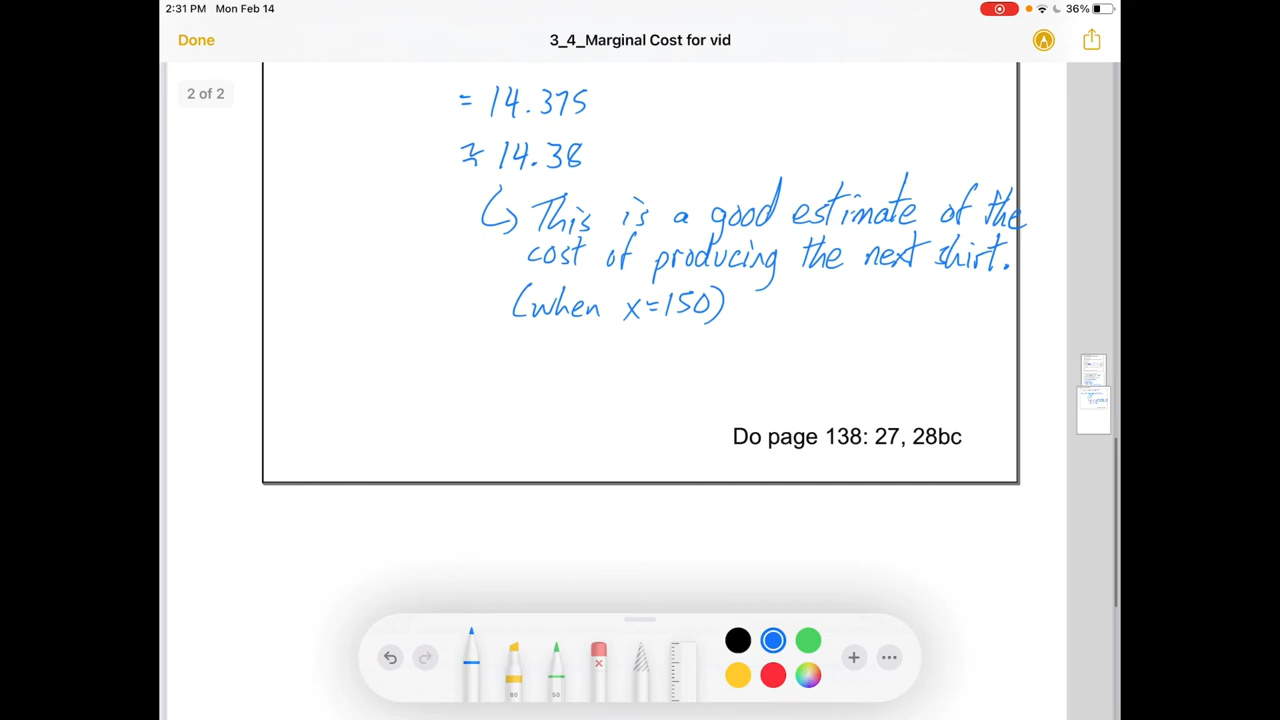 2:31 PM Mon Feb 14
36%
Done
3_4_Marginal Cost for vid
2 of 2
= 14.375
≈ 14.38
↳ This is a good estimate of the
cost of producing the next shirt.
(when x=150)
Do page 138: 27, 28bc
80
50